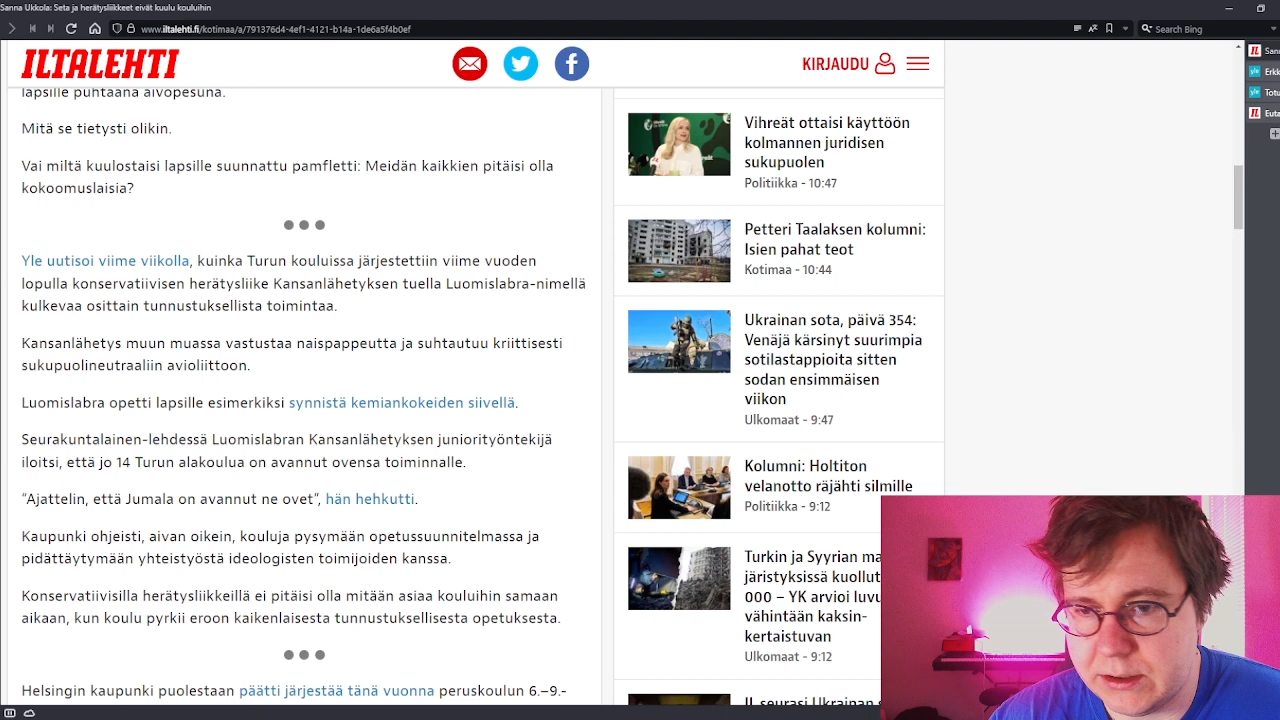 Sanna Ukkola: Seta ja herätysliikkeet eivät kuulu kouluihin
www.iltalehti.fi/kotimaa/a/791376d4-4ef1-4121-b14a-1de6a5f4b0ef
Search Bing
ILTALEHTI
KIRJAUDU
lapsille puhtaana aivopesuna.
Mitä se tietysti olikin.
Vai miltä kuulostaisi lapsille suunnattu pamfletti: Meidän kaikkien pitäisi olla
kokoomuslaisia?
Yle uutisoi viime viikolla, kuinka Turun kouluissa järjestettiin viime vuoden
lopulla konservatiivisen herätysliike Kansanlähetyksen tuella Luomislabra-nimellä
kulkevaa osittain tunnustuksellista toimintaa.
Kansanlähetys muun muassa vastustaa naispappeutta ja suhtautuu kriittisesti
sukupuolineutraaliin avioliittoon.
Luomislabra opetti lapsille esimerkiksi synnistä kemiankokeiden siivellä.
Seurakuntalainen-lehdessä Luomislabran Kansanlähetyksen juniorityöntekijä
iloitsi, että jo 14 Turun alakoulua on avannut ovensa toiminnalle.
“Ajattelin, että Jumala on avannut ne ovet”, hän hehkutti.
Kaupunki ohjeisti, aivan oikein, kouluja pysymään opetussuunnitelmassa ja
pidättäytymään yhteistyöstä ideologisten toimijoiden kanssa.
Konservatiivisilla herätysliikkeillä ei pitäisi olla mitään asiaa kouluihin samaan
aikaan, kun koulu pyrkii eroon kaikenlaisesta tunnustuksellisesta opetuksesta.
Helsingin kaupunki puolestaan päätti järjestää tänä vuonna peruskoulun 6.–9.-
Vihreät ottaisi käyttöön
kolmannen juridisen
sukupuolen
Politiikka - 10:47
Petteri Taalaksen kolumni:
Isien pahat teot
Kotimaa - 10:44
Ukrainan sota, päivä 354:
Venäjä kärsinyt suurimpia
sotilastappioita sitten
sodan ensimmäisen
viikon
Ulkomaat - 9:47
Kolumni: Holtiton
velanotto räjähti silmille
Politiikka - 9:12
Turkin ja Syyrian ma
järistyksissä kuollut
000 – YK arvioi luvu
vähintään kaksin-
kertaistuvan
Ulkomaat - 9:12
IL seurasi Ukrainan s
San
Erkk
Totu
Euta